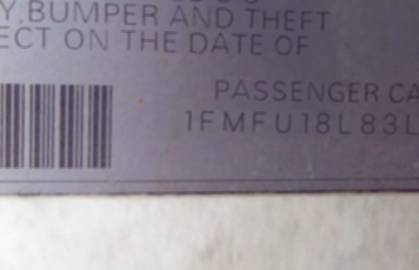 Y, BUMPER AND THEFT
ECT ON THE DATE OF
PASSENGER CA
1FMFU18L83L